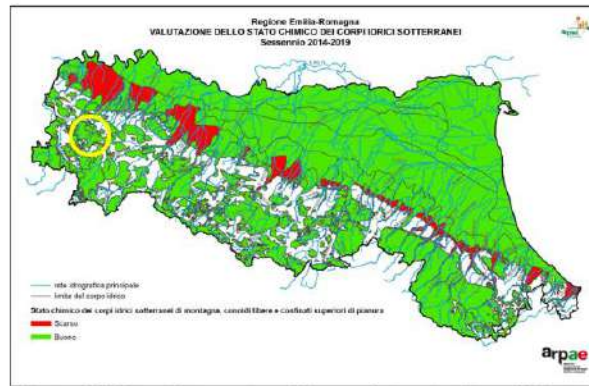 Regione Emilia-Romagna
VALUTAZIONE DELLO STATO CHIMICO DEI CORPI IDRICI SOTTERRANEI
Sessennio 2014-2019
rete idrografica principale
limite del corpo idrico
Stato chimico dei corpi idrici sotterranei di montagna, conoidi libere e confinati superiori di pianura
Scarso
Buono
arpae